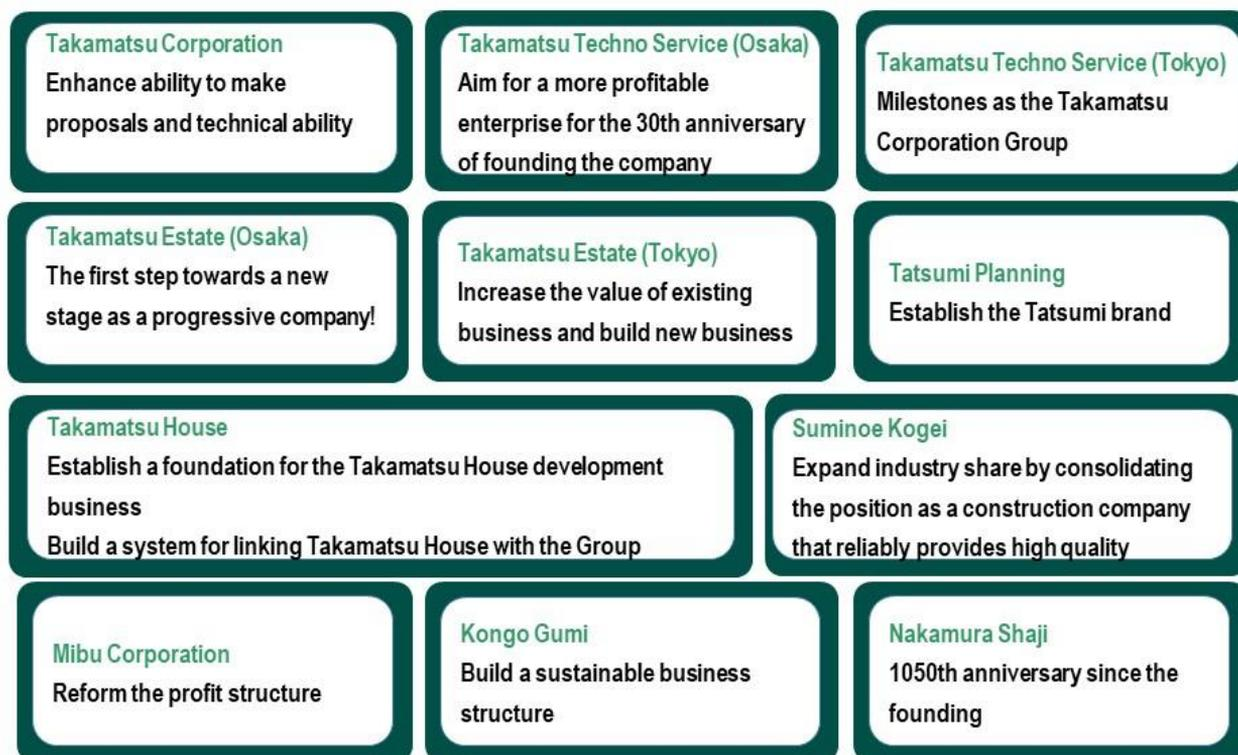 Takamatsu Corporation
Enhance ability to make
proposals and technical ability
Takamatsu Techno Service (Osaka)
Aim for a more profitable
enterprise for the 30th anniversary
of founding the company
Takamatsu Techno Service (Tokyo)
Milestones as the Takamatsu
Corporation Group
Takamatsu Estate (Osaka)
The first step towards a new
stage as a progressive company!
Takamatsu Estate (Tokyo)
Increase the value of existing
business and build new business
Tatsumi Planning
Establish the Tatsumi brand
Takamatsu House
Establish a foundation for the Takamatsu House development
business
Build a system for linking Takamatsu House with the Group
Suminoe Kogei
Expand industry share by consolidating
the position as a construction company
that reliably provides high quality
Mibu Corporation
Reform the profit structure
Kongo Gumi
Build a sustainable business
structure
Nakamura Shaji
1050th anniversary since the
founding